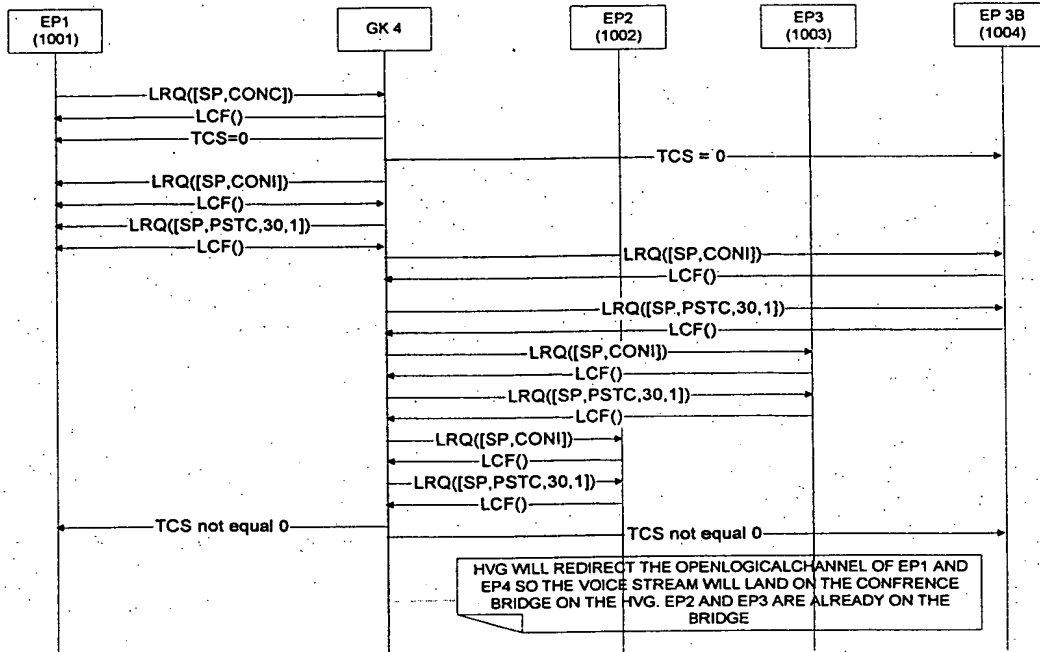 EP1
(1001)
GK 4
EP2
(1002)
EP3
(1003)
EP 3B
(1004)
LRQ([SP,CONC])
LCF()
TCS=0
TCS = 0
LRQ([SP,CONI])
LCF()
LRQ([SP,PSTC,30,1])
LCF()
LRQ([SP,CONI])
LCF()
LRQ([SP,PSTC,30,1])
LCF()
LRQ([SP,CONI])
LCF()
LRQ([SP,PSTC,30,1])
LCF()
LRQ([SP,CONI])
LCF()
LRQ([SP,PSTC,30,1])
LCF()
TCS not equal 0
TCS not equal 0
HVG WILL REDIRECT THE OPENLOGICALCHANNEL OF EP1 AND
EP4 SO THE VOICE STREAM WILL LAND ON THE CONFRENCE
BRIDGE ON THE HVG. EP2 AND EP3 ARE ALREADY ON THE
BRIDGE